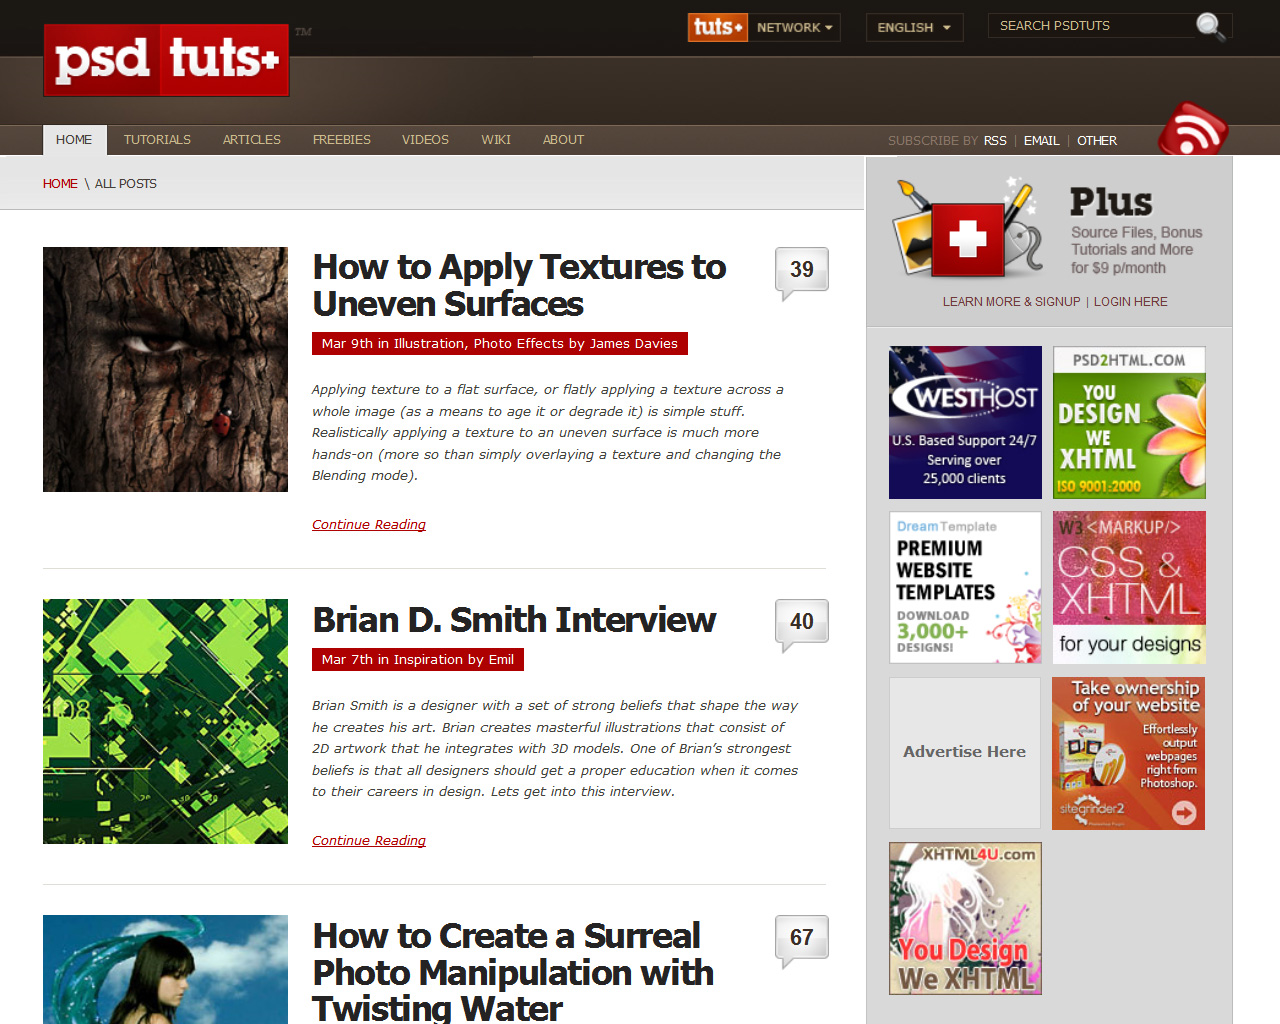 psd tuts+ ™
tuts+ NETWORK
ENGLISH
SEARCH PSDTUTS
HOME TUTORIALS ARTICLES FREEBIES VIDEOS WIKI ABOUT
SUBSCRIBE BY RSS | EMAIL | OTHER
HOME \ ALL POSTS
How to Apply Textures to
Uneven Surfaces
39
Mar 9th in Illustration, Photo Effects by James Davies
Applying texture to a flat surface, or flatly applying a texture across a
whole image (as a means to age it or degrade it) is simple stuff.
Realistically applying a texture to an uneven surface is much more
hands-on (more so than simply overlaying a texture and changing the
Blending mode).
Continue Reading
Brian D. Smith Interview
40
Mar 7th in Inspiration by Emil
Brian Smith is a designer with a set of strong beliefs that shape the way
he creates his art. Brian creates masterful illustrations that consist of
2D artwork that he integrates with 3D models. One of Brian’s strongest
beliefs is that all designers should get a proper education when it comes
to their careers in design. Lets get into this interview.
Continue Reading
How to Create a Surreal
Photo Manipulation with
Twisting Water
67
Plus
Source Files, Bonus
Tutorials and More
for $9 p/month
LEARN MORE & SIGNUP | LOGIN HERE
WESTHOST
U.S. Based Support 24/7
Serving over
25,000 clients
PSD2HTML.COM
YOU
DESIGN
WE
XHTML
ISO 9001:2000
DreamTemplate
PREMIUM
WEBSITE
TEMPLATES
DOWNLOAD
3,000+
DESIGNS!
W3 <MARKUP/>
CSS &
XHTML
for your designs
Advertise Here
Take ownership
of your website
Effortlessly
output
webpages
right from
Photoshop.
sitegrinder2
XHTML4U.com
You Design
We XHTML